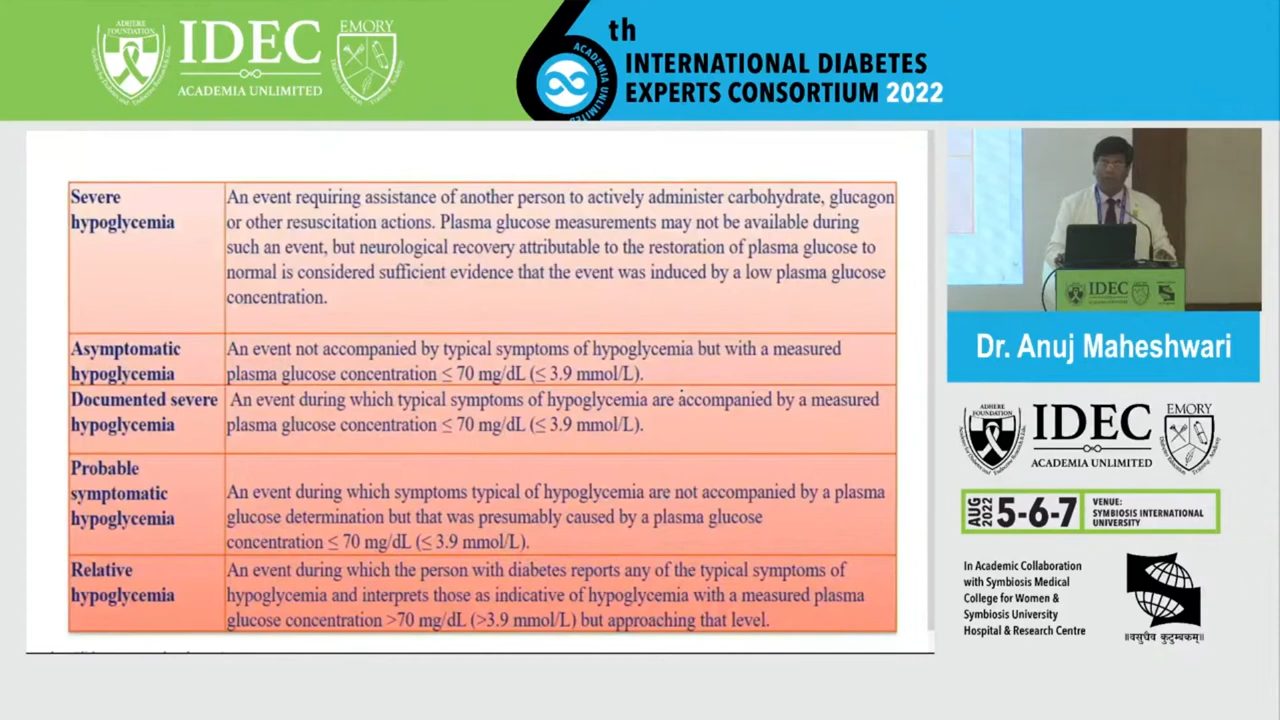 ADHERE
FOUNDATION
IDEC
ACADEMIA UNLIMITED
EMORY
6th
ACADEMIA UNLIMITED
INTERNATIONAL DIABETES
EXPERTS CONSORTIUM 2022
Severe
hypoglycemia
An event requiring assistance of another person to actively administer carbohydrate, glucagon
or other resuscitation actions. Plasma glucose measurements may not be available during
such an event, but neurological recovery attributable to the restoration of plasma glucose to
normal is considered sufficient evidence that the event was induced by a low plasma glucose
concentration.
Asymptomatic
hypoglycemia
An event not accompanied by typical symptoms of hypoglycemia but with a measured
plasma glucose concentration ≤ 70 mg/dL (≤ 3.9 mmol/L).
Documented severe
hypoglycemia
An event during which typical symptoms of hypoglycemia are accompanied by a measured
plasma glucose concentration ≤ 70 mg/dL (≤ 3.9 mmol/L).
Probable
symptomatic
hypoglycemia
An event during which symptoms typical of hypoglycemia are not accompanied by a plasma
glucose determination but that was presumably caused by a plasma glucose
concentration ≤ 70 mg/dL (≤ 3.9 mmol/L).
Relative
hypoglycemia
An event during which the person with diabetes reports any of the typical symptoms of
hypoglycemia and interprets those as indicative of hypoglycemia with a measured plasma
glucose concentration >70 mg/dL (>3.9 mmol/L) but approaching that level.
IDEC
Dr. Anuj Maheshwari
ADHERE
FOUNDATION
IDEC
ACADEMIA UNLIMITED
EMORY
AUG
2022
5-6-7
VENUE:
SYMBIOSIS INTERNATIONAL
UNIVERSITY
In Academic Collaboration
with Symbiosis Medical
College for Women &
Symbiosis University
Hospital & Research Centre
॥वसुधैव कुटुम्बकम्॥